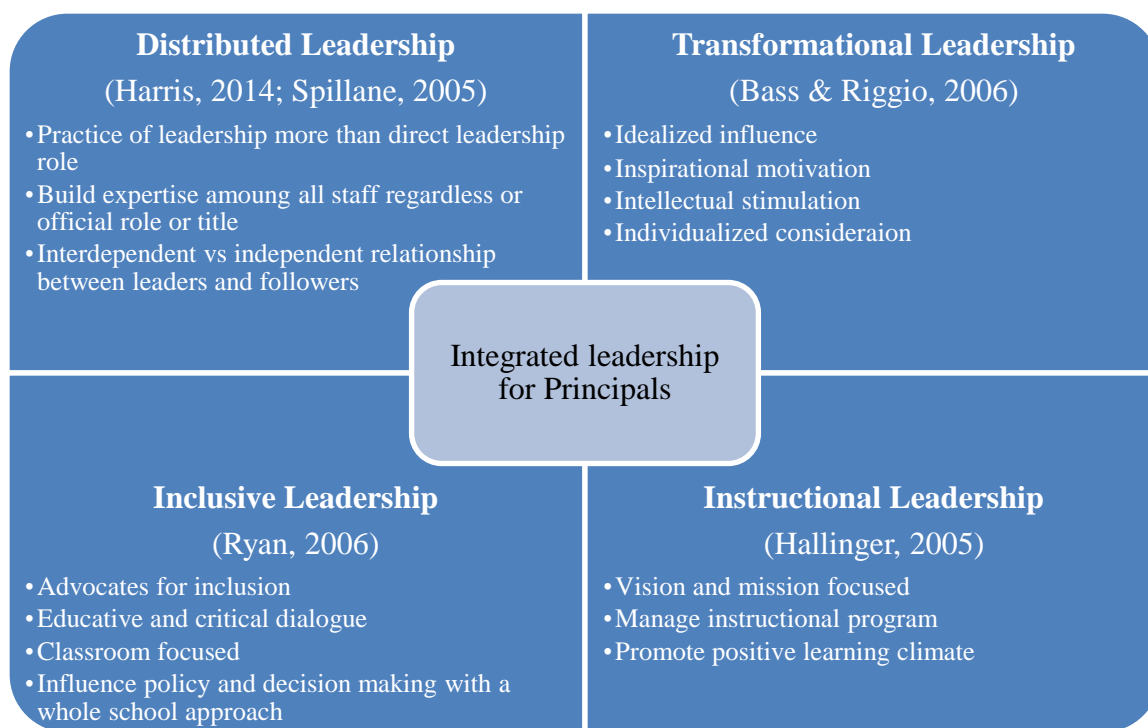 Distributed Leadership
(Harris, 2014; Spillane, 2005)
•Practice of leadership more than direct leadership
role
•Build expertise amoung all staff regardless or
official role or title
•Interdependent vs independent relationship
between leaders and followers
Transformational Leadership
(Bass & Riggio, 2006)
•Idealized influence
•Inspirational motivation
•Intellectual stimulation
•Individualized consideraion
Integrated leadership
for Principals
Inclusive Leadership
(Ryan, 2006)
•Advocates for inclusion
•Educative and critical dialogue
•Classroom focused
•Influence policy and decision making with a
whole school approach
Instructional Leadership
(Hallinger, 2005)
•Vision and mission focused
•Manage instructional program
•Promote positive learning climate